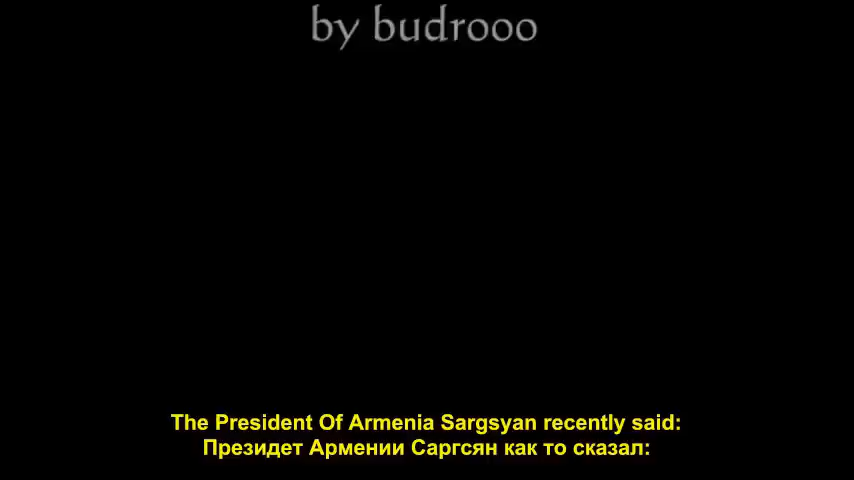 by budrooo
The President Of Armenia Sargsyan recently said:
Президет Армении Саргсян как то сказал: